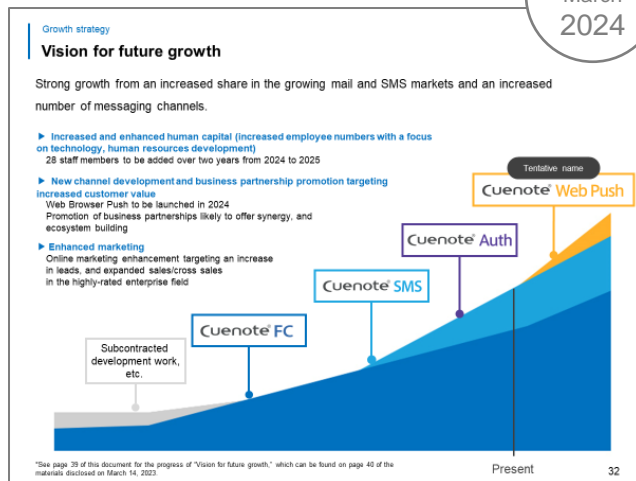 March
2024
Growth strategy
Vision for future growth
Strong growth from an increased share in the growing mail and SMS markets and an increased
number of messaging channels.
▶ Increased and enhanced human capital (increased employee numbers with a focus
on technology, human resources development)
28 staff members to be added over two years from 2024 to 2025
▶ New channel development and business partnership promotion targeting
increased customer value
Web Browser Push to be launched in 2024
Promotion of business partnerships likely to offer synergy, and
ecosystem building
▶ Enhanced marketing
Online marketing enhancement targeting an increase
in leads, and expanded sales/cross sales
in the highly-rated enterprise field
Tentative name
Cuenote Web Push
Cuenote Auth
Cuenote SMS
Cuenote FC
Subcontracted
development work,
etc.
Present
*See page 39 of this document for the progress of "Vision for future growth," which can be found on page 40 of the
materials disclosed on March 14, 2023.
32